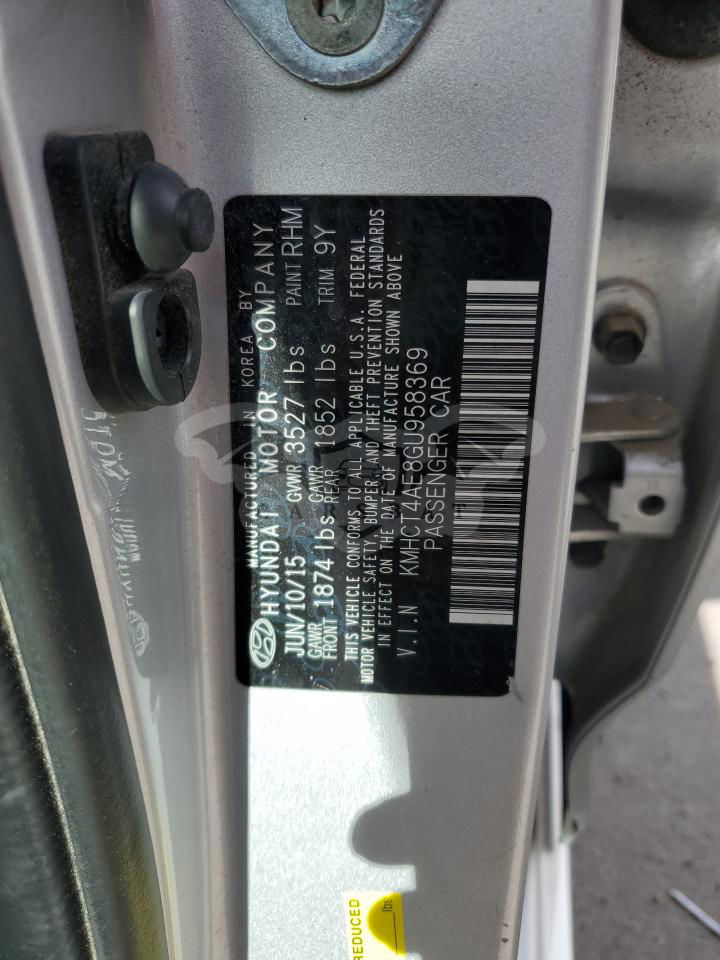 MANUFACTURED IN KOREA BY
HYUNDAI MOTOR COMPANY
JUN/10/15 GVWR 3527 lbs PAINT RHM
GAWR FRONT 1874 lbs GAWR REAR 1852 lbs TRIM 9Y
THIS VEHICLE CONFORMS TO ALL APPLICABLE U.S.A. FEDERAL
MOTOR VEHICLE SAFETY, BUMPER, AND THEFT PREVENTION STANDARDS
IN EFFECT ON THE DATE OF MANUFACTURE SHOWN ABOVE
V.I.N KMHCT4AE8GU958369
PASSENGER CAR
REDUCED
lbs